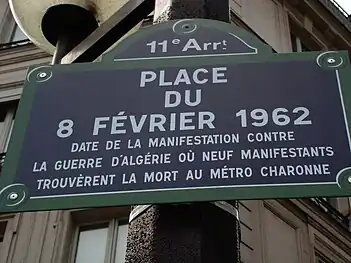 11e Arrt.
PLACE
DU
8 FÉVRIER 1962
DATE DE LA MANIFESTATION CONTRE
LA GUERRE D'ALGÉRIE OÙ NEUF MANIFESTANTS
TROUVÈRENT LA MORT AU MÉTRO CHARONNE